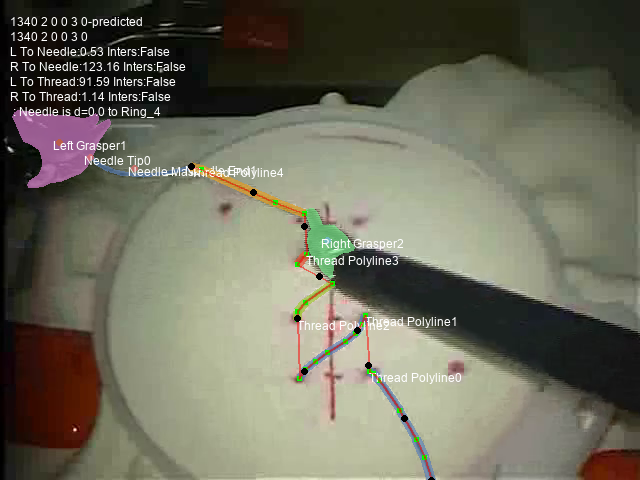 1340 2 0 0 3 0-predicted
1340 2 0 0 3 0
L To Needle:0.53 Inters:False
R To Needle:123.16 Inters:False
L To Thread:91.59 Inters:False
R To Thread:1.14 Inters:False
: Needle is d=0.0 to Ring_4
Left Grasper1
Needle Tip0
Thread Polyline4
Right Grasper2
Thread Polyline3
Thread Polyline2
Thread Polyline1
Thread Polyline0